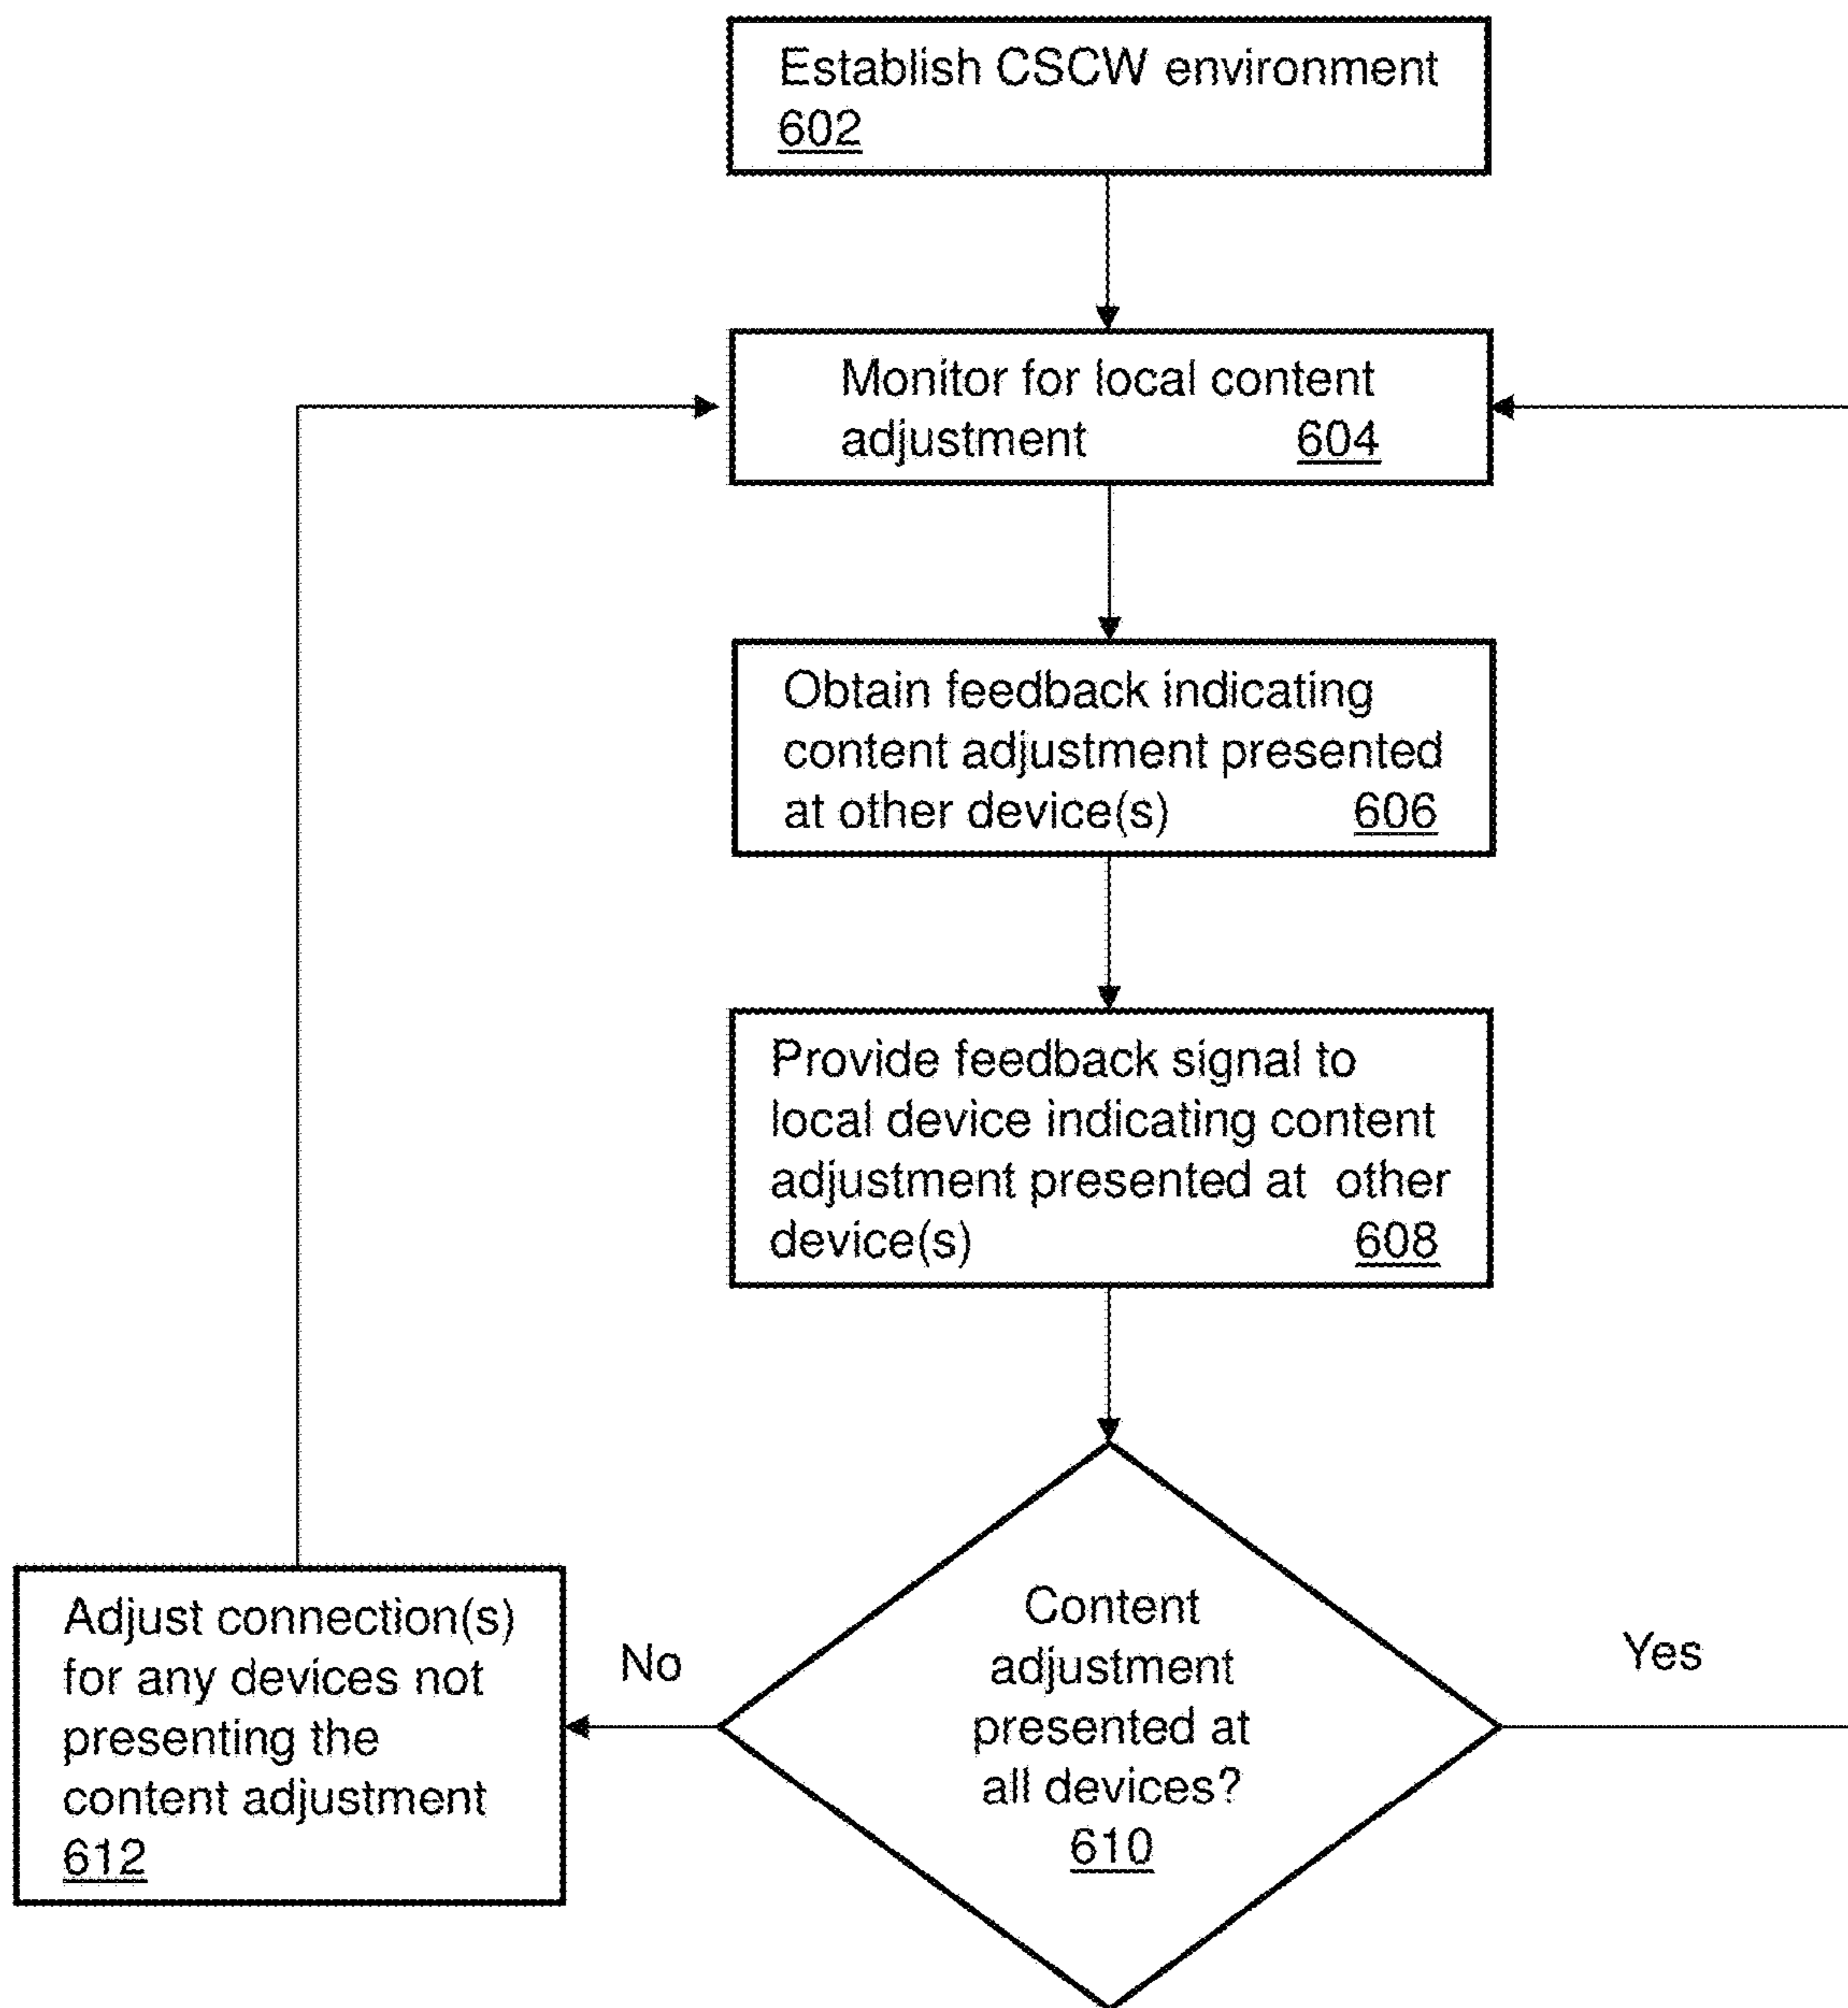 Establish CSCW environment
602
Monitor for local content
adjustment 604
Obtain feedback indicating
content adjustment presented
at other device(s) 606
Provide feedback signal to
local device indicating content
adjustment presented at other
device(s) 608
Content
adjustment
presented at
all devices?
610
No
Yes
Adjust connection(s)
for any devices not
presenting the
content adjustment
612